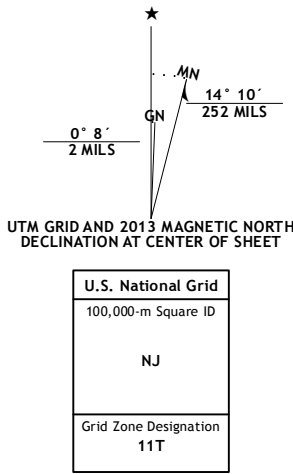 ★
MN
GN
14° 10´
252 MILS
0° 8´
2 MILS
UTM GRID AND 2013 MAGNETIC NORTH
DECLINATION AT CENTER OF SHEET
U.S. National Grid
100,000-m Square ID
NJ
Grid Zone Designation
11T